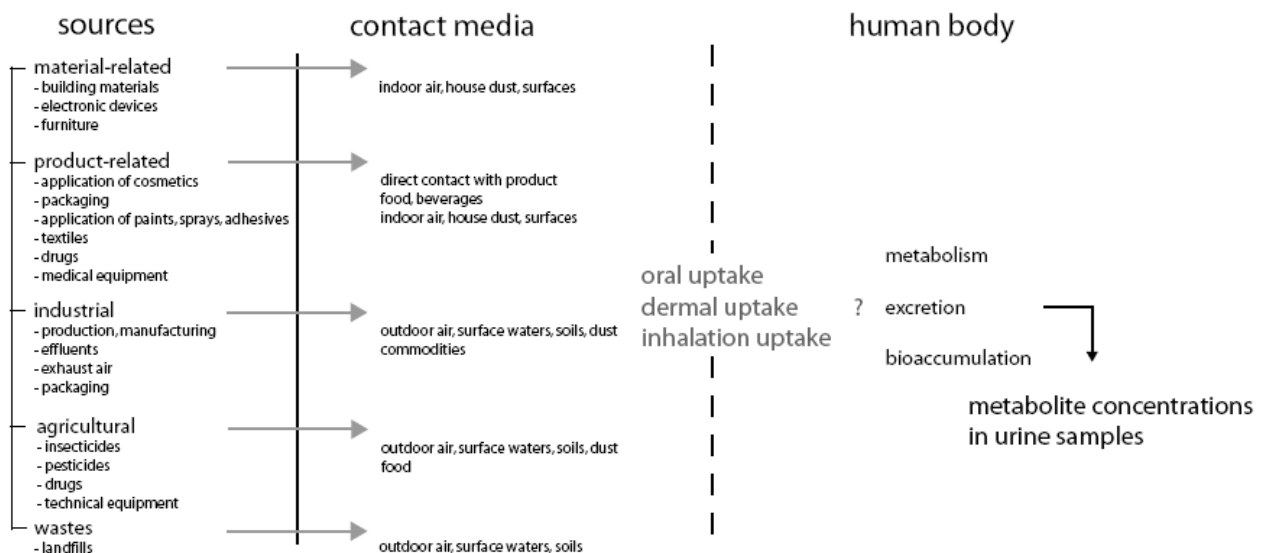 sources
contact media
human body
material-related
- building materials
- electronic devices
- furniture
indoor air, house dust, surfaces
product-related
- application of cosmetics
- packaging
- application of paints, sprays, adhesives
- textiles
- drugs
- medical equipment
direct contact with product
food, beverages
indoor air, house dust, surfaces
industrial
- production, manufacturing
- effluents
- exhaust air
- packaging
outdoor air, surface waters, soils, dust
commodities
agricultural
- insecticides
- pesticides
- drugs
- technical equipment
outdoor air, surface waters, soils, dust
food
wastes
- landfills
outdoor air, surface waters, soils
oral uptake
dermal uptake
inhalation uptake
?
metabolism
excretion
bioaccumulation
metabolite concentrations
in urine samples